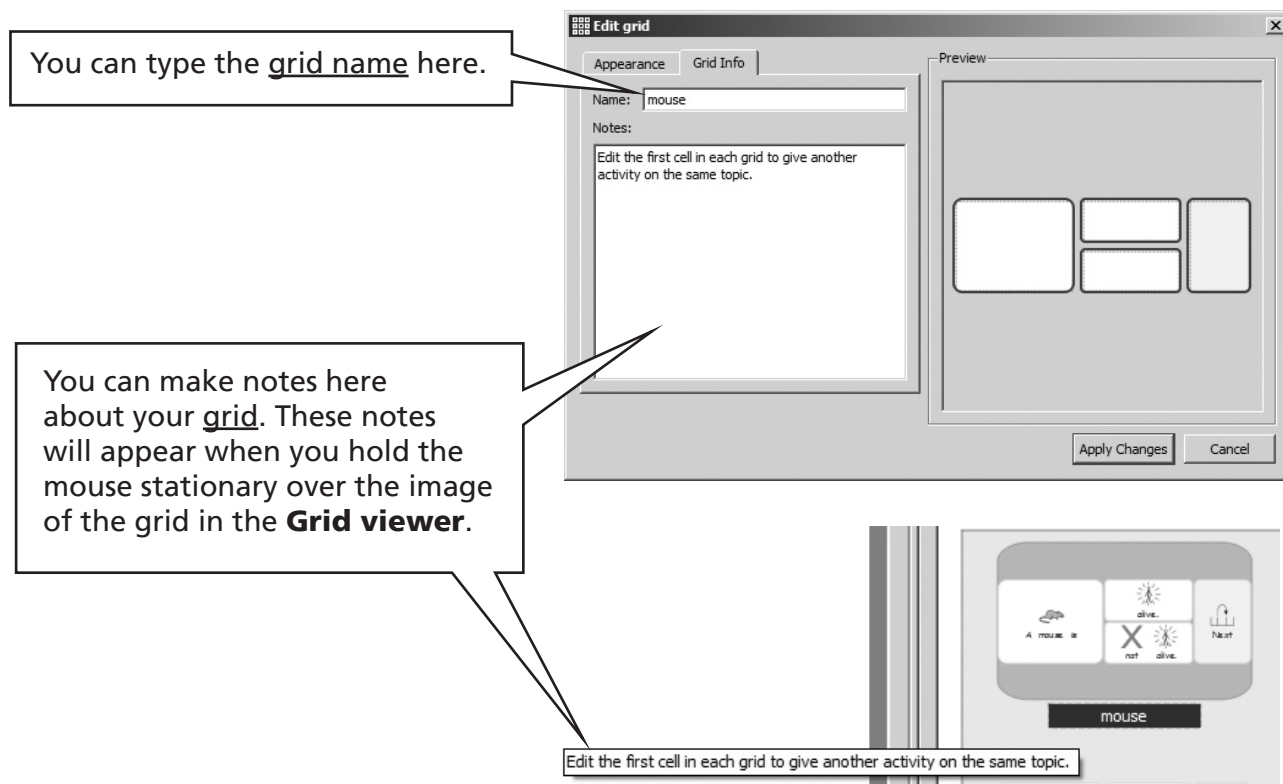 Edit grid
You can type the grid name here.
Appearance
Grid Info
Preview
Name:
mouse
Notes:
Edit the first cell in each grid to give another
activity on the same topic.
You can make notes here
about your grid. These notes
will appear when you hold the
mouse stationary over the image
of the grid in the Grid viewer.
Apply Changes
Cancel
alive.
A mouse is
Next
not alive.
mouse
Edit the first cell in each grid to give another activity on the same topic.